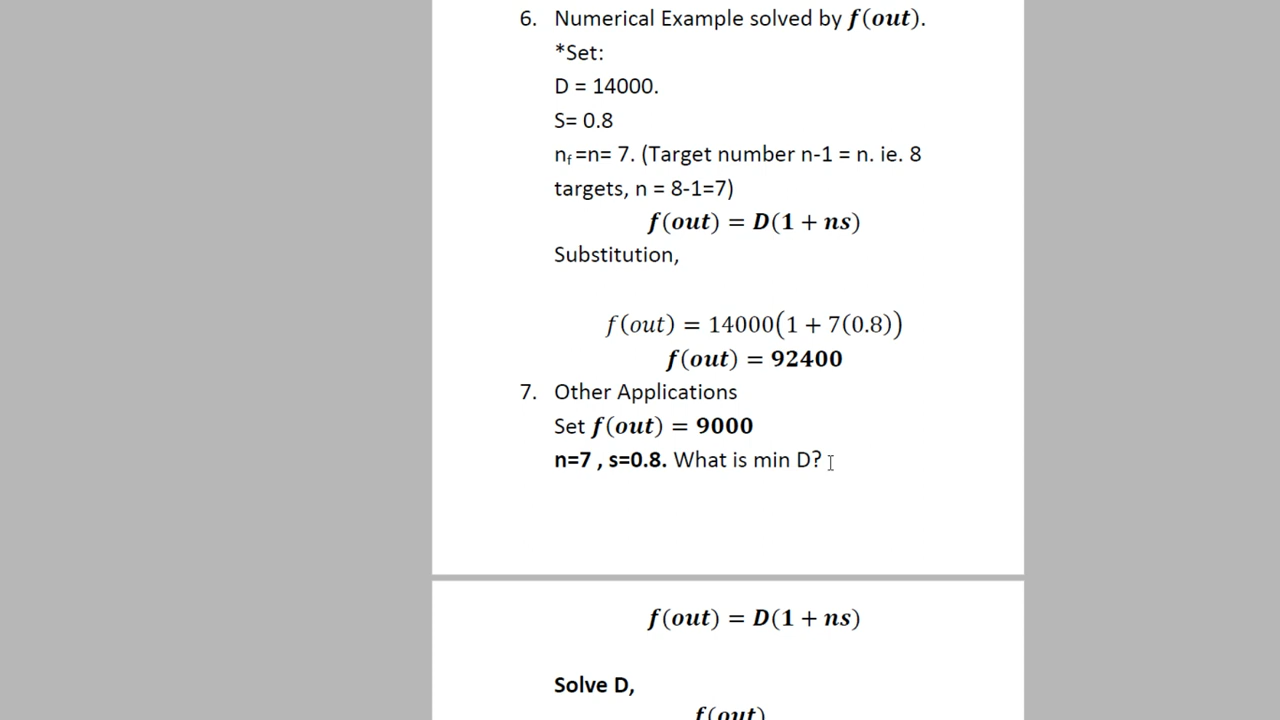 6. Numerical Example solved by f(out).
*Set:
D = 14000.
S= 0.8
nf =n= 7. (Target number n-1 = n. ie. 8
targets, n = 8-1=7)
f(out) = D(1 + ns)
Substitution,
f(out) = 14000(1 + 7(0.8))
f(out) = 92400
7. Other Applications
Set f(out) = 9000
n=7 , s=0.8. What is min D?
f(out) = D(1 + ns)
Solve D,
f(out)